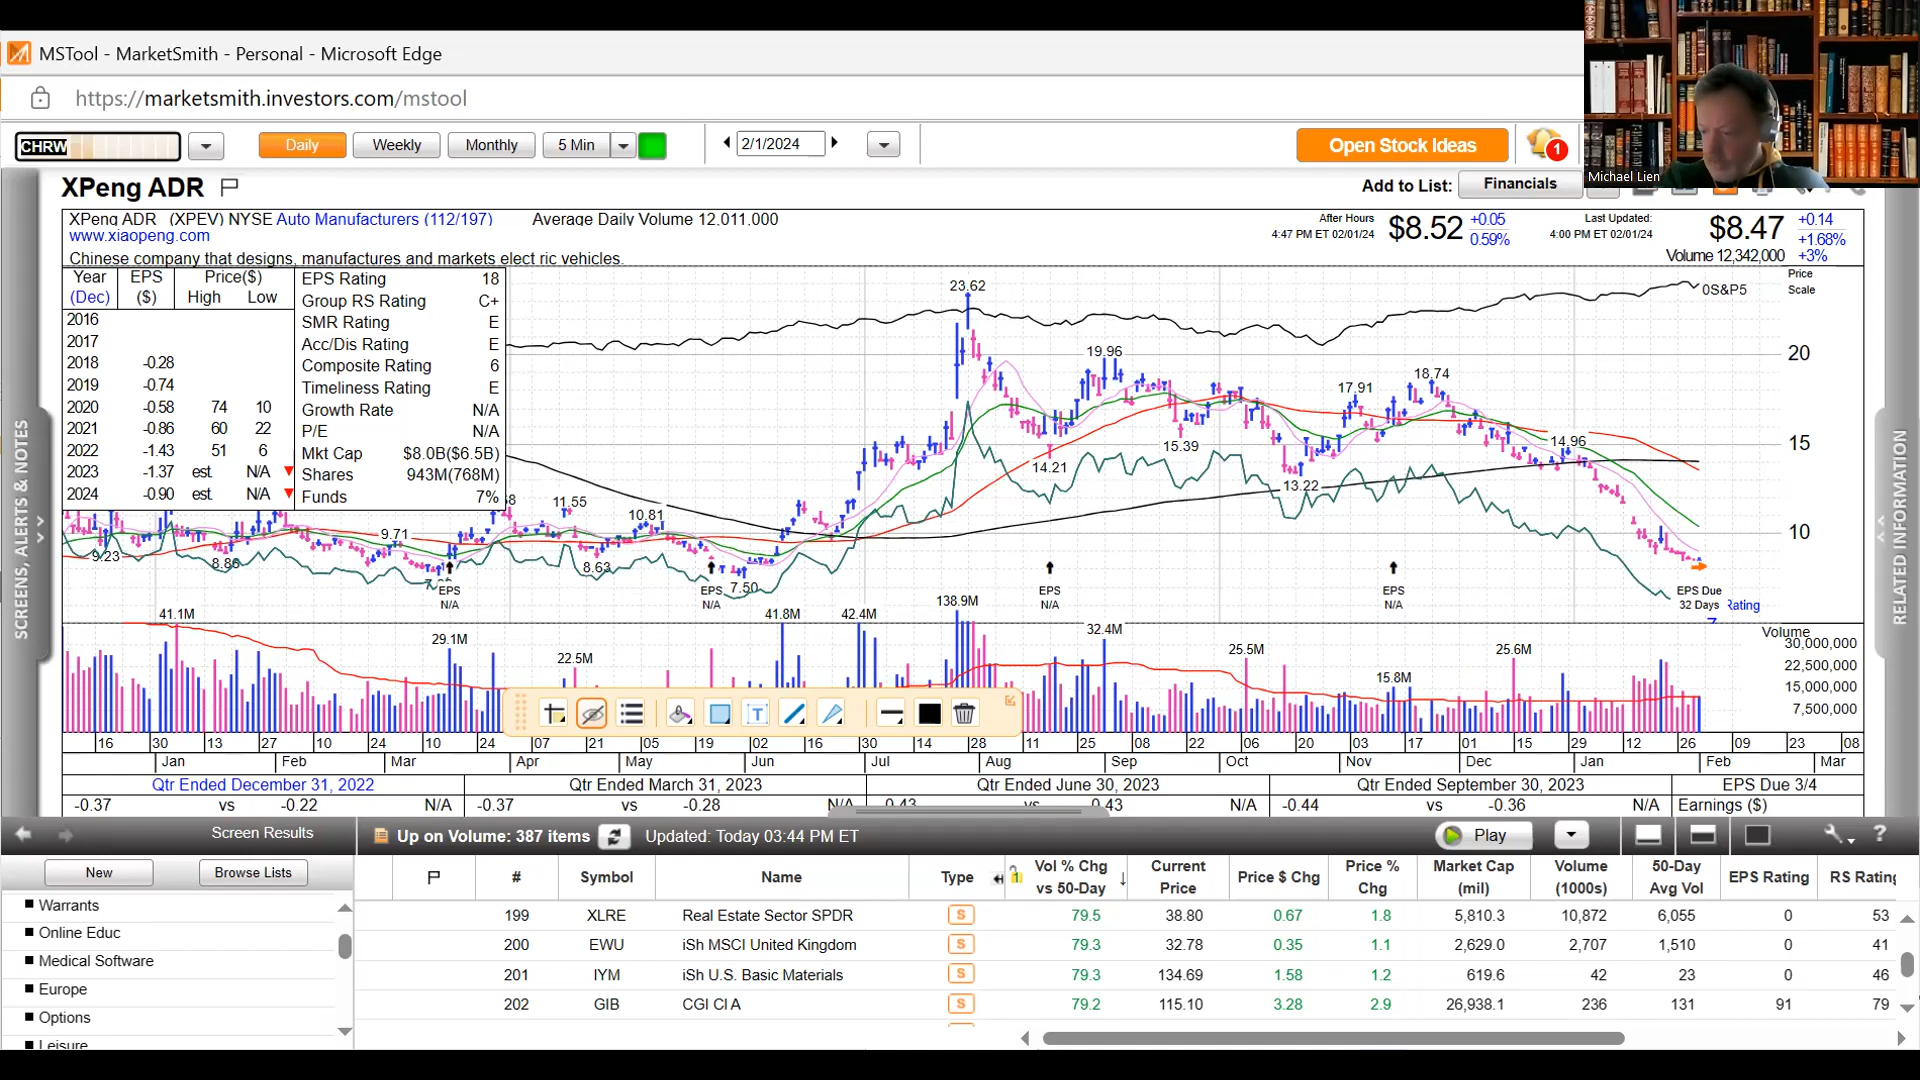 MSTool - MarketSmith - Personal - Microsoft Edge
https://marketsmith.investors.com/mstool
CHRW
Daily
Weekly
Monthly
5 Min
2/1/2024
Open Stock Ideas
1
Michael Lien
XPeng ADR
Add to List:
Financials
XPeng ADR (XPEV) NYSE Auto Manufacturers (112/197) Average Daily Volume 12,011,000
www.xiaopeng.com
Chinese company that designs, manufactures and markets elect ric vehicles.
After Hours
4:47 PM ET 02/01/24
$8.52
+0.05
0.59%
Last Updated:
4:00 PM ET 02/01/24
$8.47
+0.14
+1.68%
Volume 12,342,000 +3%
Year EPS Price($)
(Dec) ($) High Low
2016
2017
2018 -0.28
2019 -0.74
2020 -0.58 74 10
2021 -0.86 60 22
2022 -1.43 51 6
2023 -1.37 est. N/A
2024 -0.90 est. N/A
EPS Rating 18
Group RS Rating C+
SMR Rating E
Acc/Dis Rating E
Composite Rating 6
Timeliness Rating E
Growth Rate N/A
P/E N/A
Mkt Cap $8.0B($6.5B)
Shares 943M(768M)
Funds 7%
Price
Scale
0S&P5
20
15
10
23.62
19.96
18.74
17.91
15.39
14.96
14.21
13.22
11.55
10.81
9.71
9.23
8.86
8.63
7.50
EPS
N/A
EPS
N/A
EPS
N/A
EPS
N/A
EPS Due
32 Days
Rating
Volume
30,000,000
22,500,000
15,000,000
7,500,000
41.1M
29.1M
22.5M
41.8M
42.4M
138.9M
32.4M
25.5M
15.8M
25.6M
16 30 13 27 10 24 10 24 07 21 05 19 02 16 30 14 28 11 25 08 22 06 20 03 17 01 15 29 12 26 09 23 08
Jan Feb Mar Apr May Jun Jul Aug Sep Oct Nov Dec Jan Feb Mar
Qtr Ended December 31, 2022 Qtr Ended March 31, 2023 Qtr Ended June 30, 2023 Qtr Ended September 30, 2023 EPS Due 3/4
-0.37 vs -0.22 N/A -0.37 vs -0.28 N/A 0.43 vs 0.43 N/A -0.44 vs -0.36 N/A Earnings ($)
SCREENS, ALERTS & NOTES
RELATED INFORMATION
Screen Results
Up on Volume: 387 items
Updated: Today 03:44 PM ET
Play
?
New
Browse Lists
Warrants
Online Educ
Medical Software
Europe
Options
Leisure
# Symbol Name Type Vol % Chg vs 50-Day Current Price Price $ Chg Price % Chg Market Cap (mil) Volume (1000s) 50-Day Avg Vol EPS Rating RS Rating
199 XLRE Real Estate Sector SPDR S 79.5 38.80 0.67 1.8 5,810.3 10,872 6,055 0 53
200 EWU iSh MSCI United Kingdom S 79.3 32.78 0.35 1.1 2,629.0 2,707 1,510 0 41
201 IYM iSh U.S. Basic Materials S 79.3 134.69 1.58 1.2 619.6 42 23 0 46
202 GIB CGI Cl A S 79.2 115.10 3.28 2.9 26,938.1 236 131 91 79